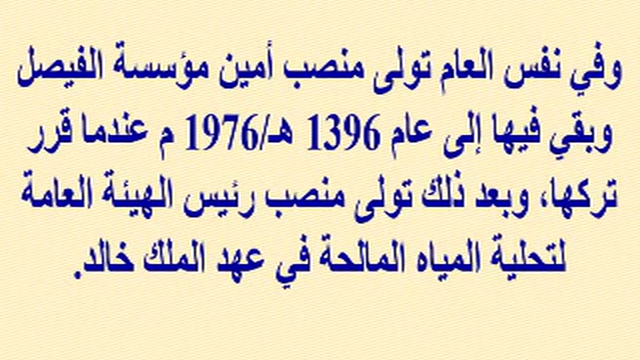 وفي نفس العام تولى منصب أمين مؤسسة الفيصل
وبقي فيها إلى عام 1396 هـ/1976 م عندما قرر
تركها، وبعد ذلك تولى منصب رئيس الهيئة العامة
لتحلية المياه المالحة في عهد الملك خالد.